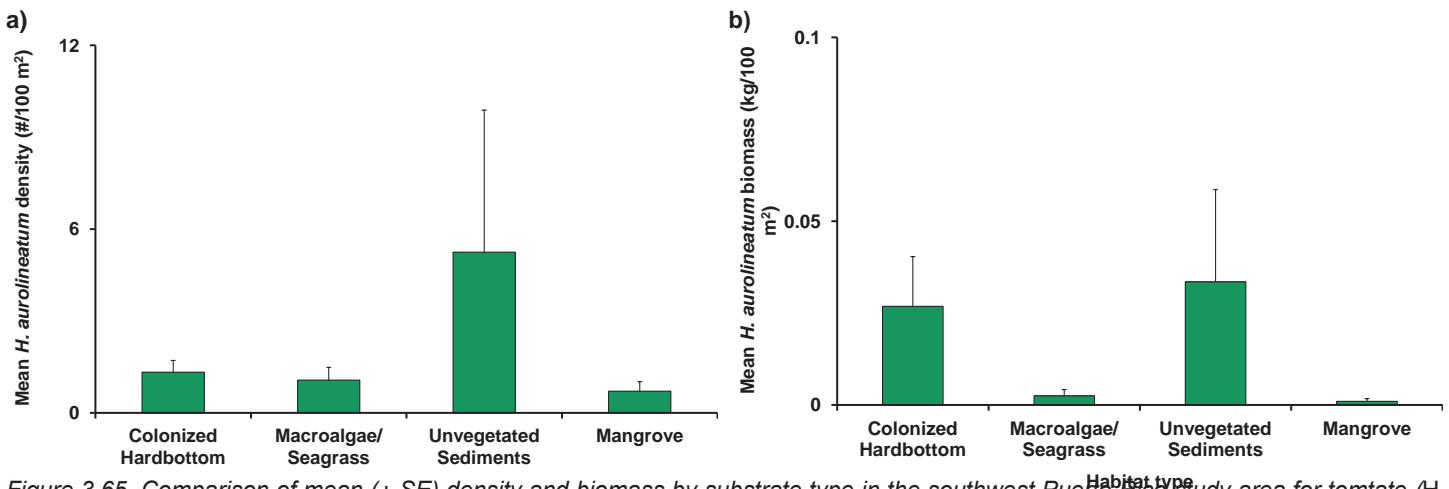 a)
Mean H. aurolineatum density (#/100 m²)
12
6
0
Colonized Hardbottom
Macroalgae/ Seagrass
Unvegetated Sediments
Mangrove
b)
Mean H. aurolineatum biomass (kg/100 m²)
0.1
0.05
0
Colonized Hardbottom
Macroalgae/ Seagrass
Unvegetated Sediments
Mangrove
Habitat type
Figure 3.65. Comparison of mean (± SE) density and biomass by substrate type in the southwest Puerto Rico study area for tomtate (H.